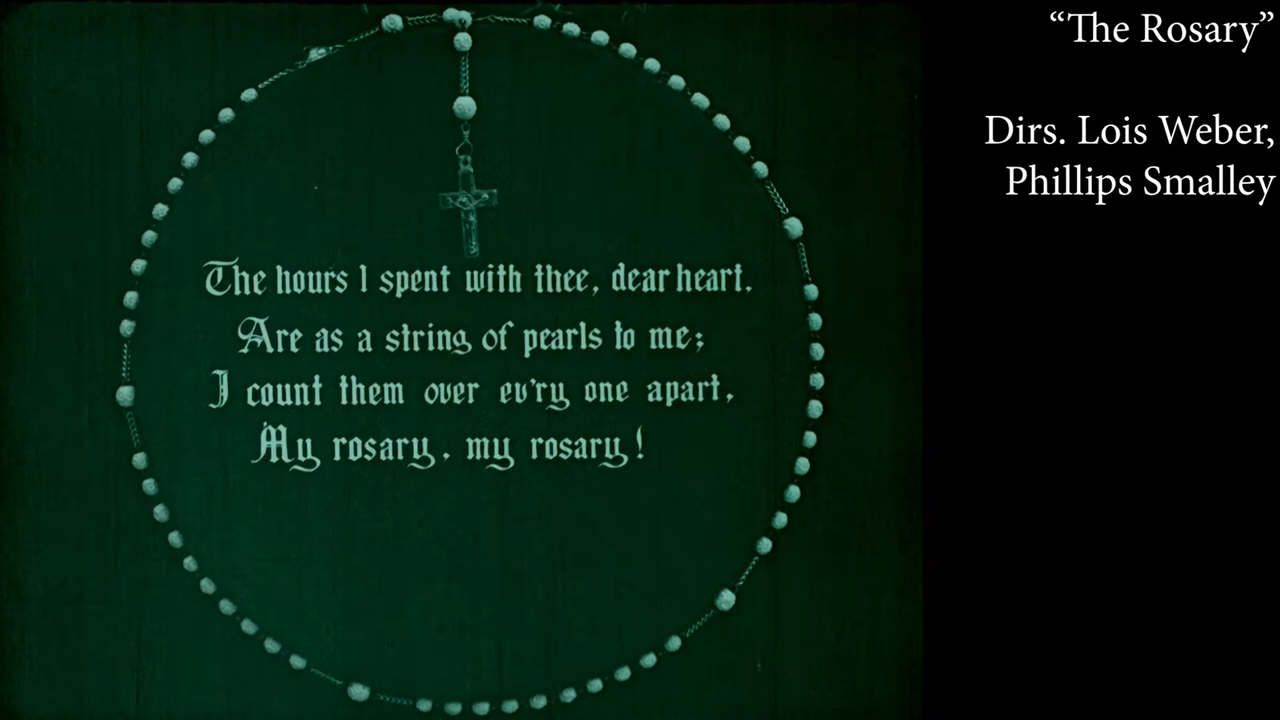 The hours I spent with thee, dear heart.
Are as a string of pearls to me;
I count them over ev'ry one apart,
My rosary, my rosary!
“The Rosary”
Dirs. Lois Weber,
Phillips Smalley